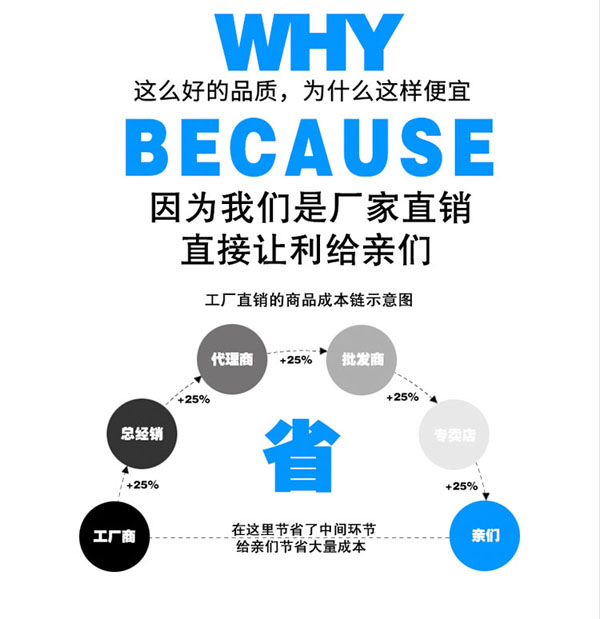 WHY
这么好的品质，为什么这样便宜
BECAUSE
因为我们是厂家直销
直接让利给亲们
工厂直销的商品成本链示意图
代理商
+25%
批发商
+25%
+25%
总经销
省
专卖店
+25%
+25%
工厂商
在这里节省了中间环节
给亲们节省大量成本
亲们